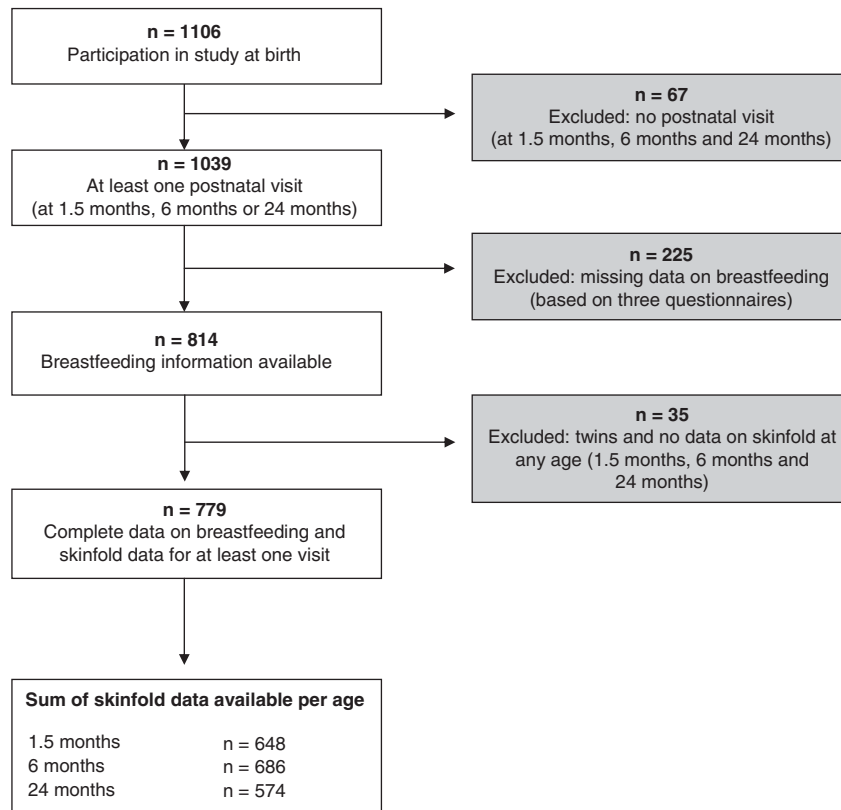 n = 1106
Participation in study at birth
n = 67
Excluded: no postnatal visit
(at 1.5 months, 6 months and 24 months)
n = 1039
At least one postnatal visit
(at 1.5 months, 6 months or 24 months)
n = 225
Excluded: missing data on breastfeeding
(based on three questionnaires)
n = 814
Breastfeeding information available
n = 35
Excluded: twins and no data on skinfold at
any age (1.5 months, 6 months and
24 months)
n = 779
Complete data on breastfeeding and
skinfold data for at least one visit
Sum of skinfold data available per age
1.5 months n = 648
6 months n = 686
24 months n = 574